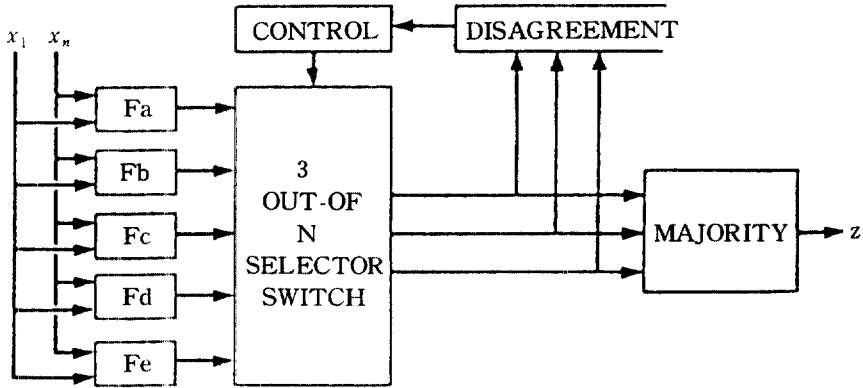 x1 xn
CONTROL
DISAGREEMENT
Fa
Fb
Fc
Fd
Fe
3
OUT-OF
N
SELECTOR
SWITCH
MAJORITY
z